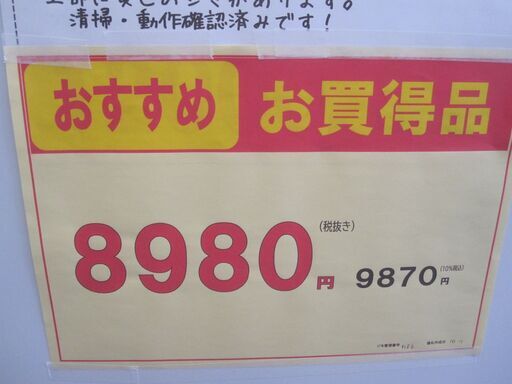 清掃・動作確認済みです!
おすすめ お買得品
8980円 (税抜き)
9870円 (10%税込)